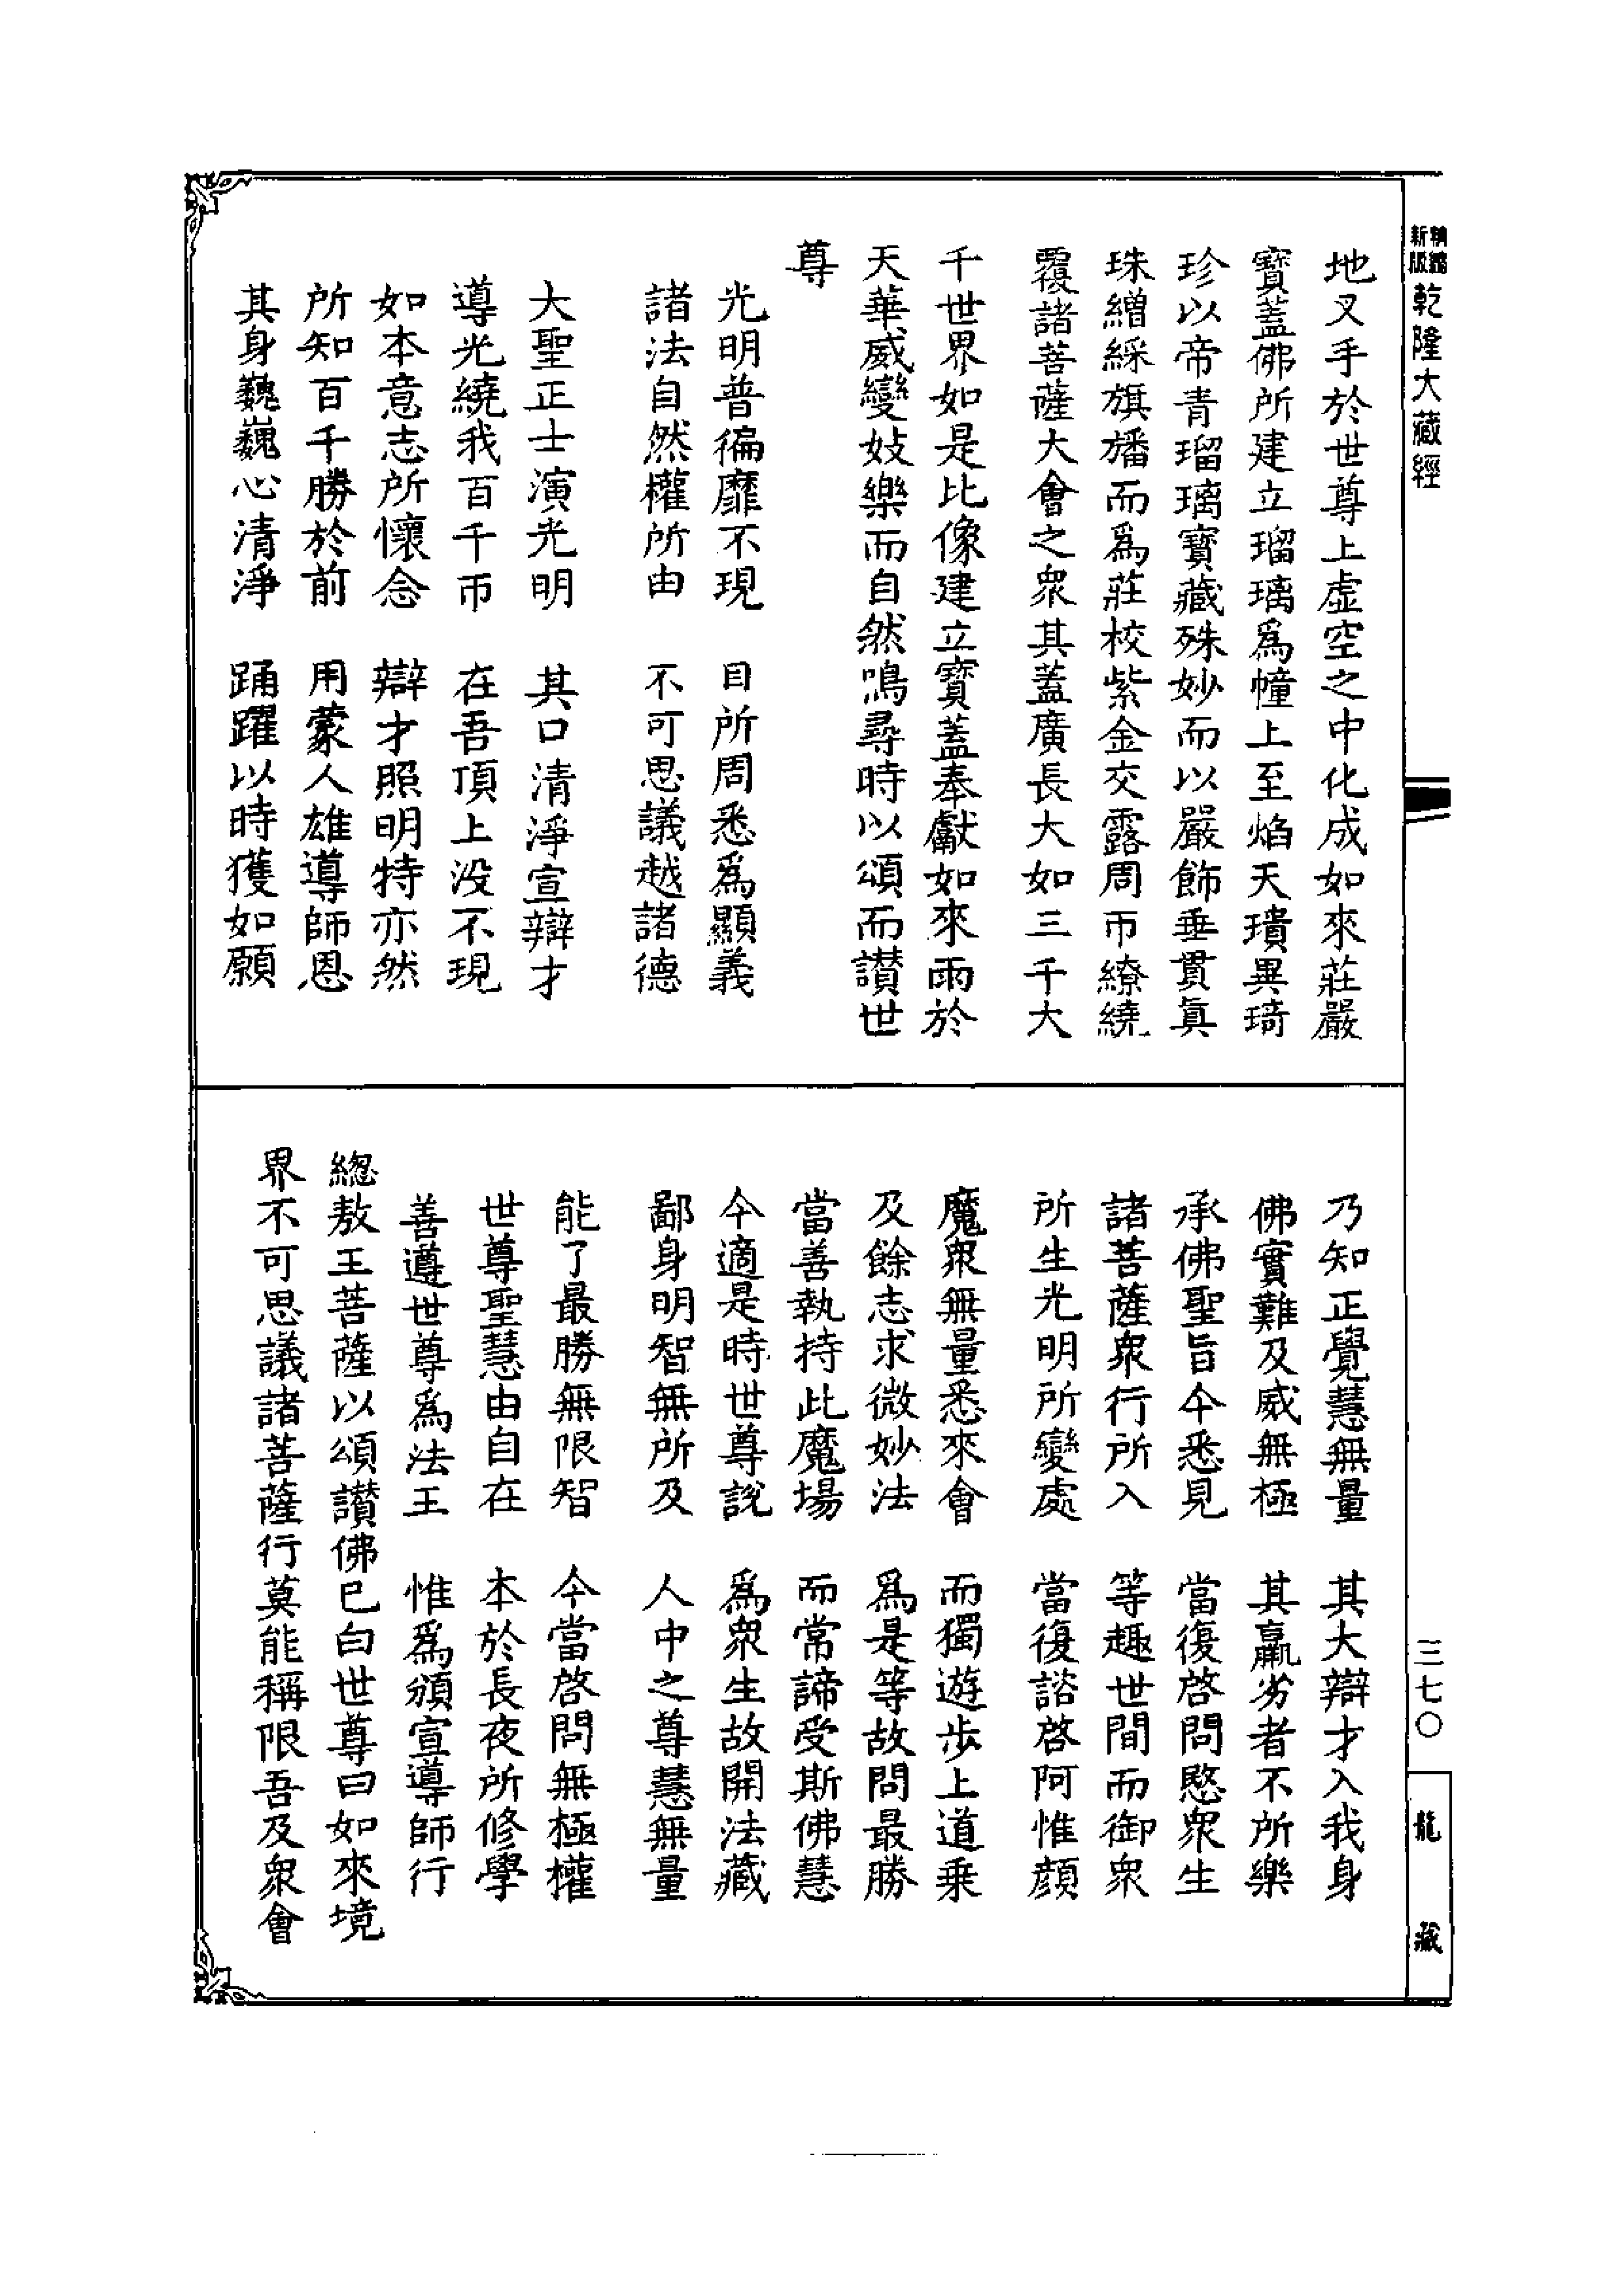 新編
新版
乾隆大藏經
地叉手於世尊上虛空之中化成如來莊嚴
寶蓋佛所建立瑠璃爲幢上至焰天璝異琦
珍以帝青瑠璃寶藏殊妙而以嚴飾垂貫眞
珠繒綵旗旛而爲莊校紫金交露周帀繚繞
覆諸菩薩大會之衆其蓋廣長大如三千大
千世界如是比像建立寶蓋奉獻如來雨於
天華威變妓樂而自然鳴尋時以頌而讃世
尊
光明普徧靡不現　目所周悉爲顯義
諸法自然權所由　不可思議越諸德
大聖正士演光明　其口清淨宣辯才
導光繞我百千帀　在吾頂上没不現
如本意志所懷念　辯才照明特亦然
所知百千勝於前　用蒙人雄導師恩
其身巍巍心清淨　踊躍以時獲如願
乃知正覺慧無量　其大辯才入我身
佛實難及威無極　其羸劣者不所樂
承佛聖旨今悉見　當復啓問愍衆生
諸菩薩衆行所入　等趣世間而御衆
所生光明所變處　當復諮啓阿惟顔
魔衆無量悉來會　而獨遊步上道乗
及餘志求微妙法　爲是等故問最勝
當善執持此魔場　而常諦受斯佛慧
今適是時世尊説　爲衆生故開法藏
鄙身明智無所及　人中之尊慧無量
能了最勝無限智　今當啓問無極權
世尊聖慧由自在　本於長夜所修學
善遵世尊爲法王　惟爲頒宣導師行
緫敖王菩薩以頌讃佛已白世尊曰如來境
界不可思議諸菩薩行莫能稱限吾及衆會
三七〇
龍藏